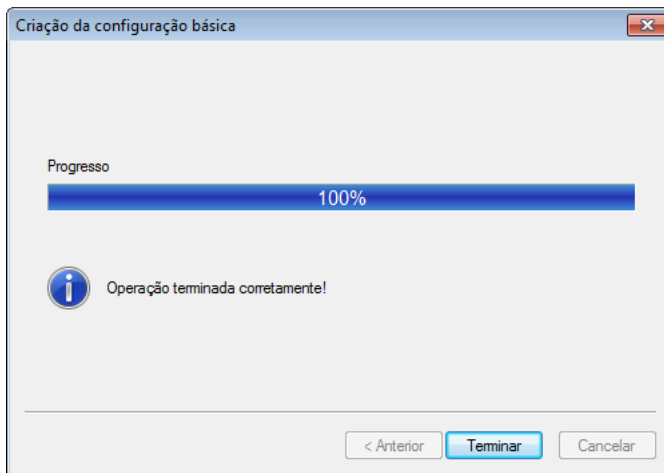 Criação da configuração básica
Progresso
100%
Operação terminada corretamente!
< Anterior
Terminar
Cancelar